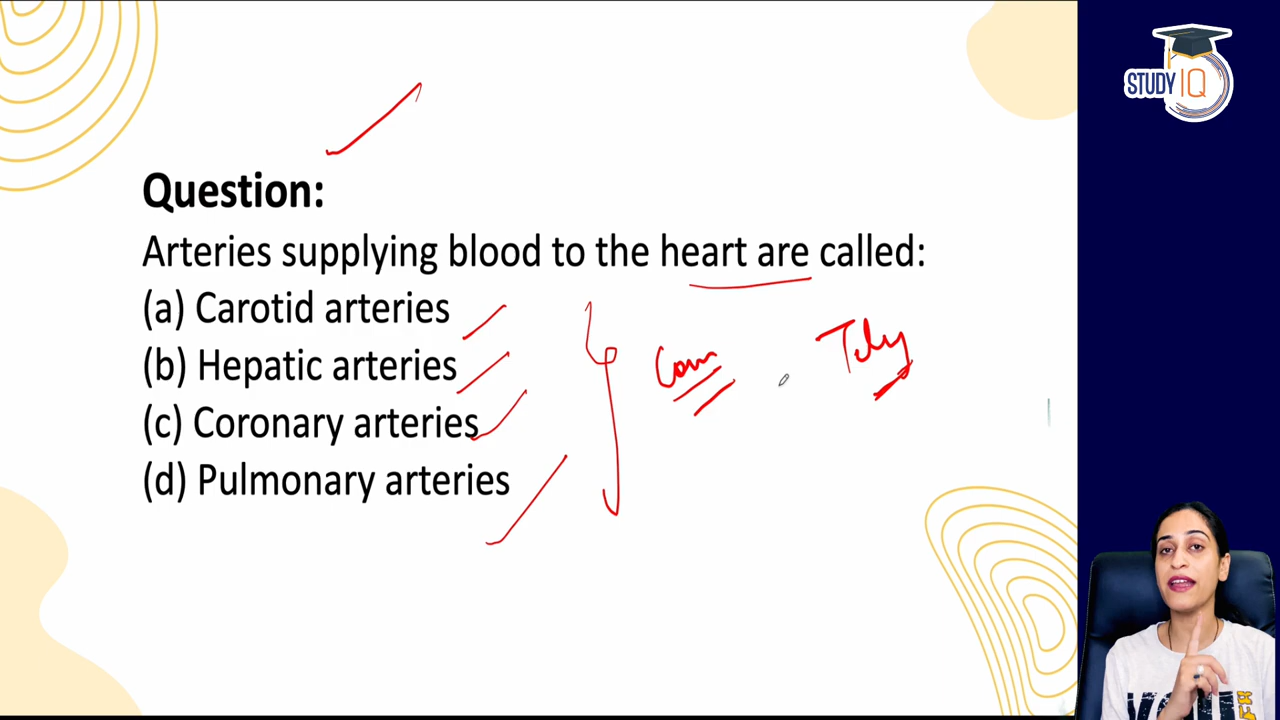 STUDY IQ
Question:
Arteries supplying blood to the heart are called:
(a) Carotid arteries
(b) Hepatic arteries
(c) Coronary arteries
(d) Pulmonary arteries